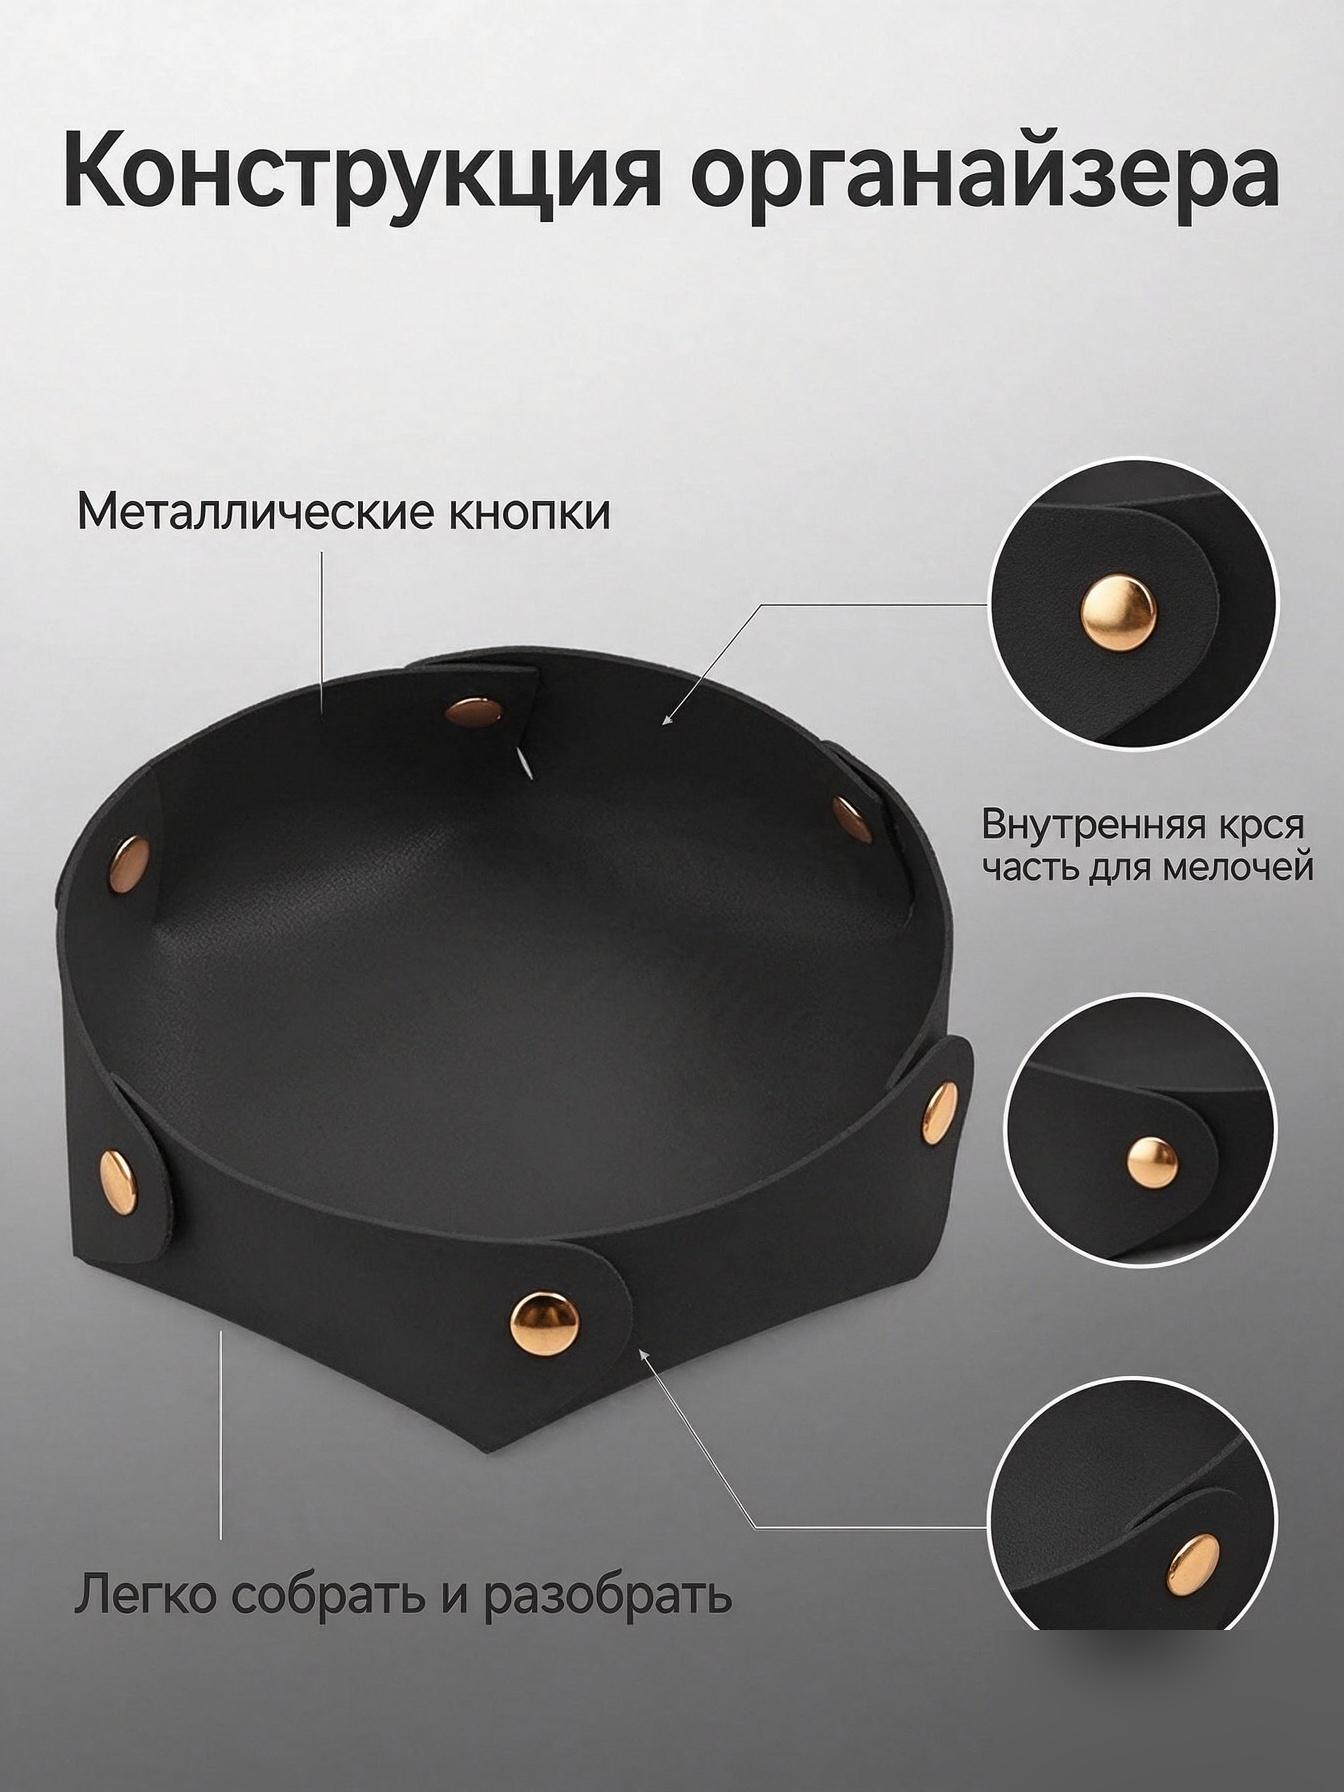 Конструкция органайзера
Металлические кнопки
Внутренняя крся
часть для мелочей
Легко собрать и разобрать